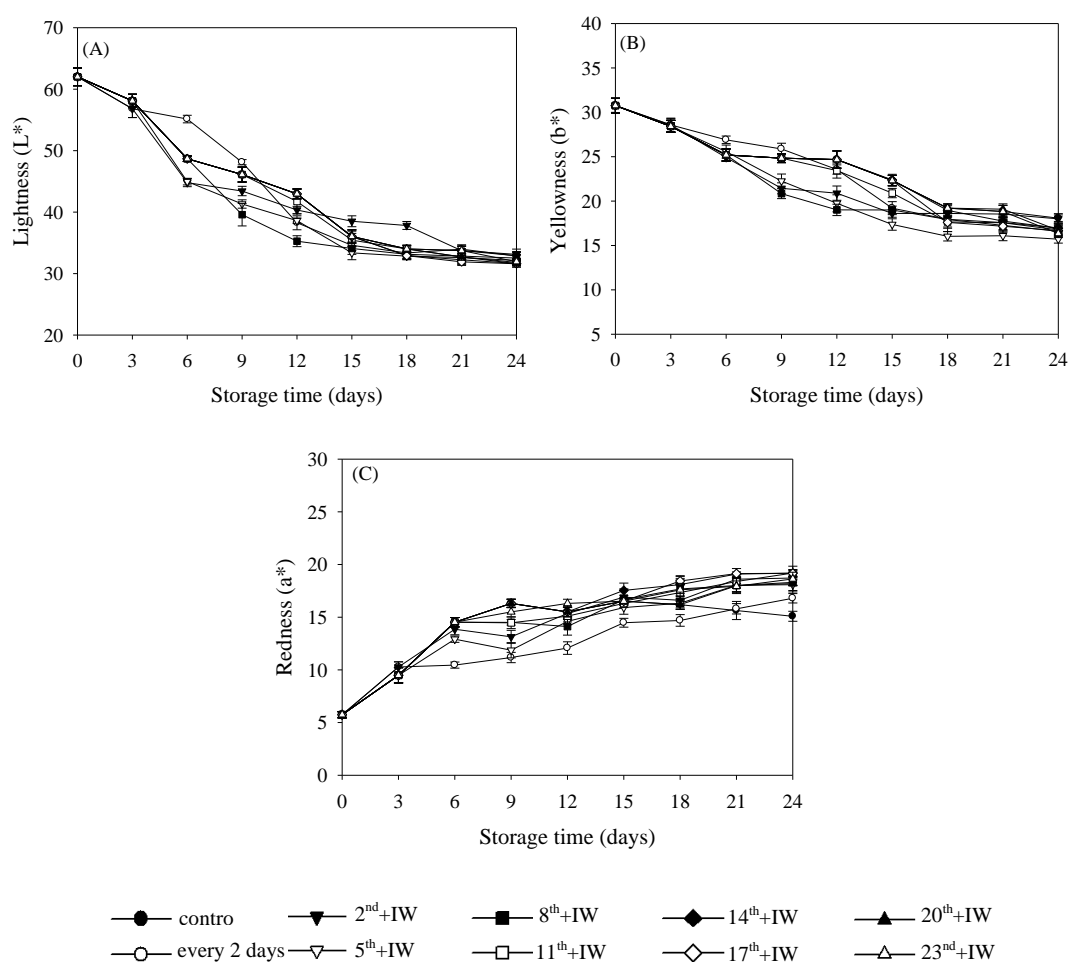 (A)
Lightness (L*)
70
60
50
40
30
20
0 3 6 9 12 15 18 21 24
Storage time (days)
(B)
Yellowness (b*)
40
35
30
25
20
15
10
5
0 3 6 9 12 15 18 21 24
Storage time (days)
(C)
Redness (a*)
30
25
20
15
10
5
0
0 3 6 9 12 15 18 21 24
Storage time (days)
contro 2nd+IW 8th+IW 14th+IW 20th+IW
every 2 days 5th+IW 11th+IW 17th+IW 23nd+IW